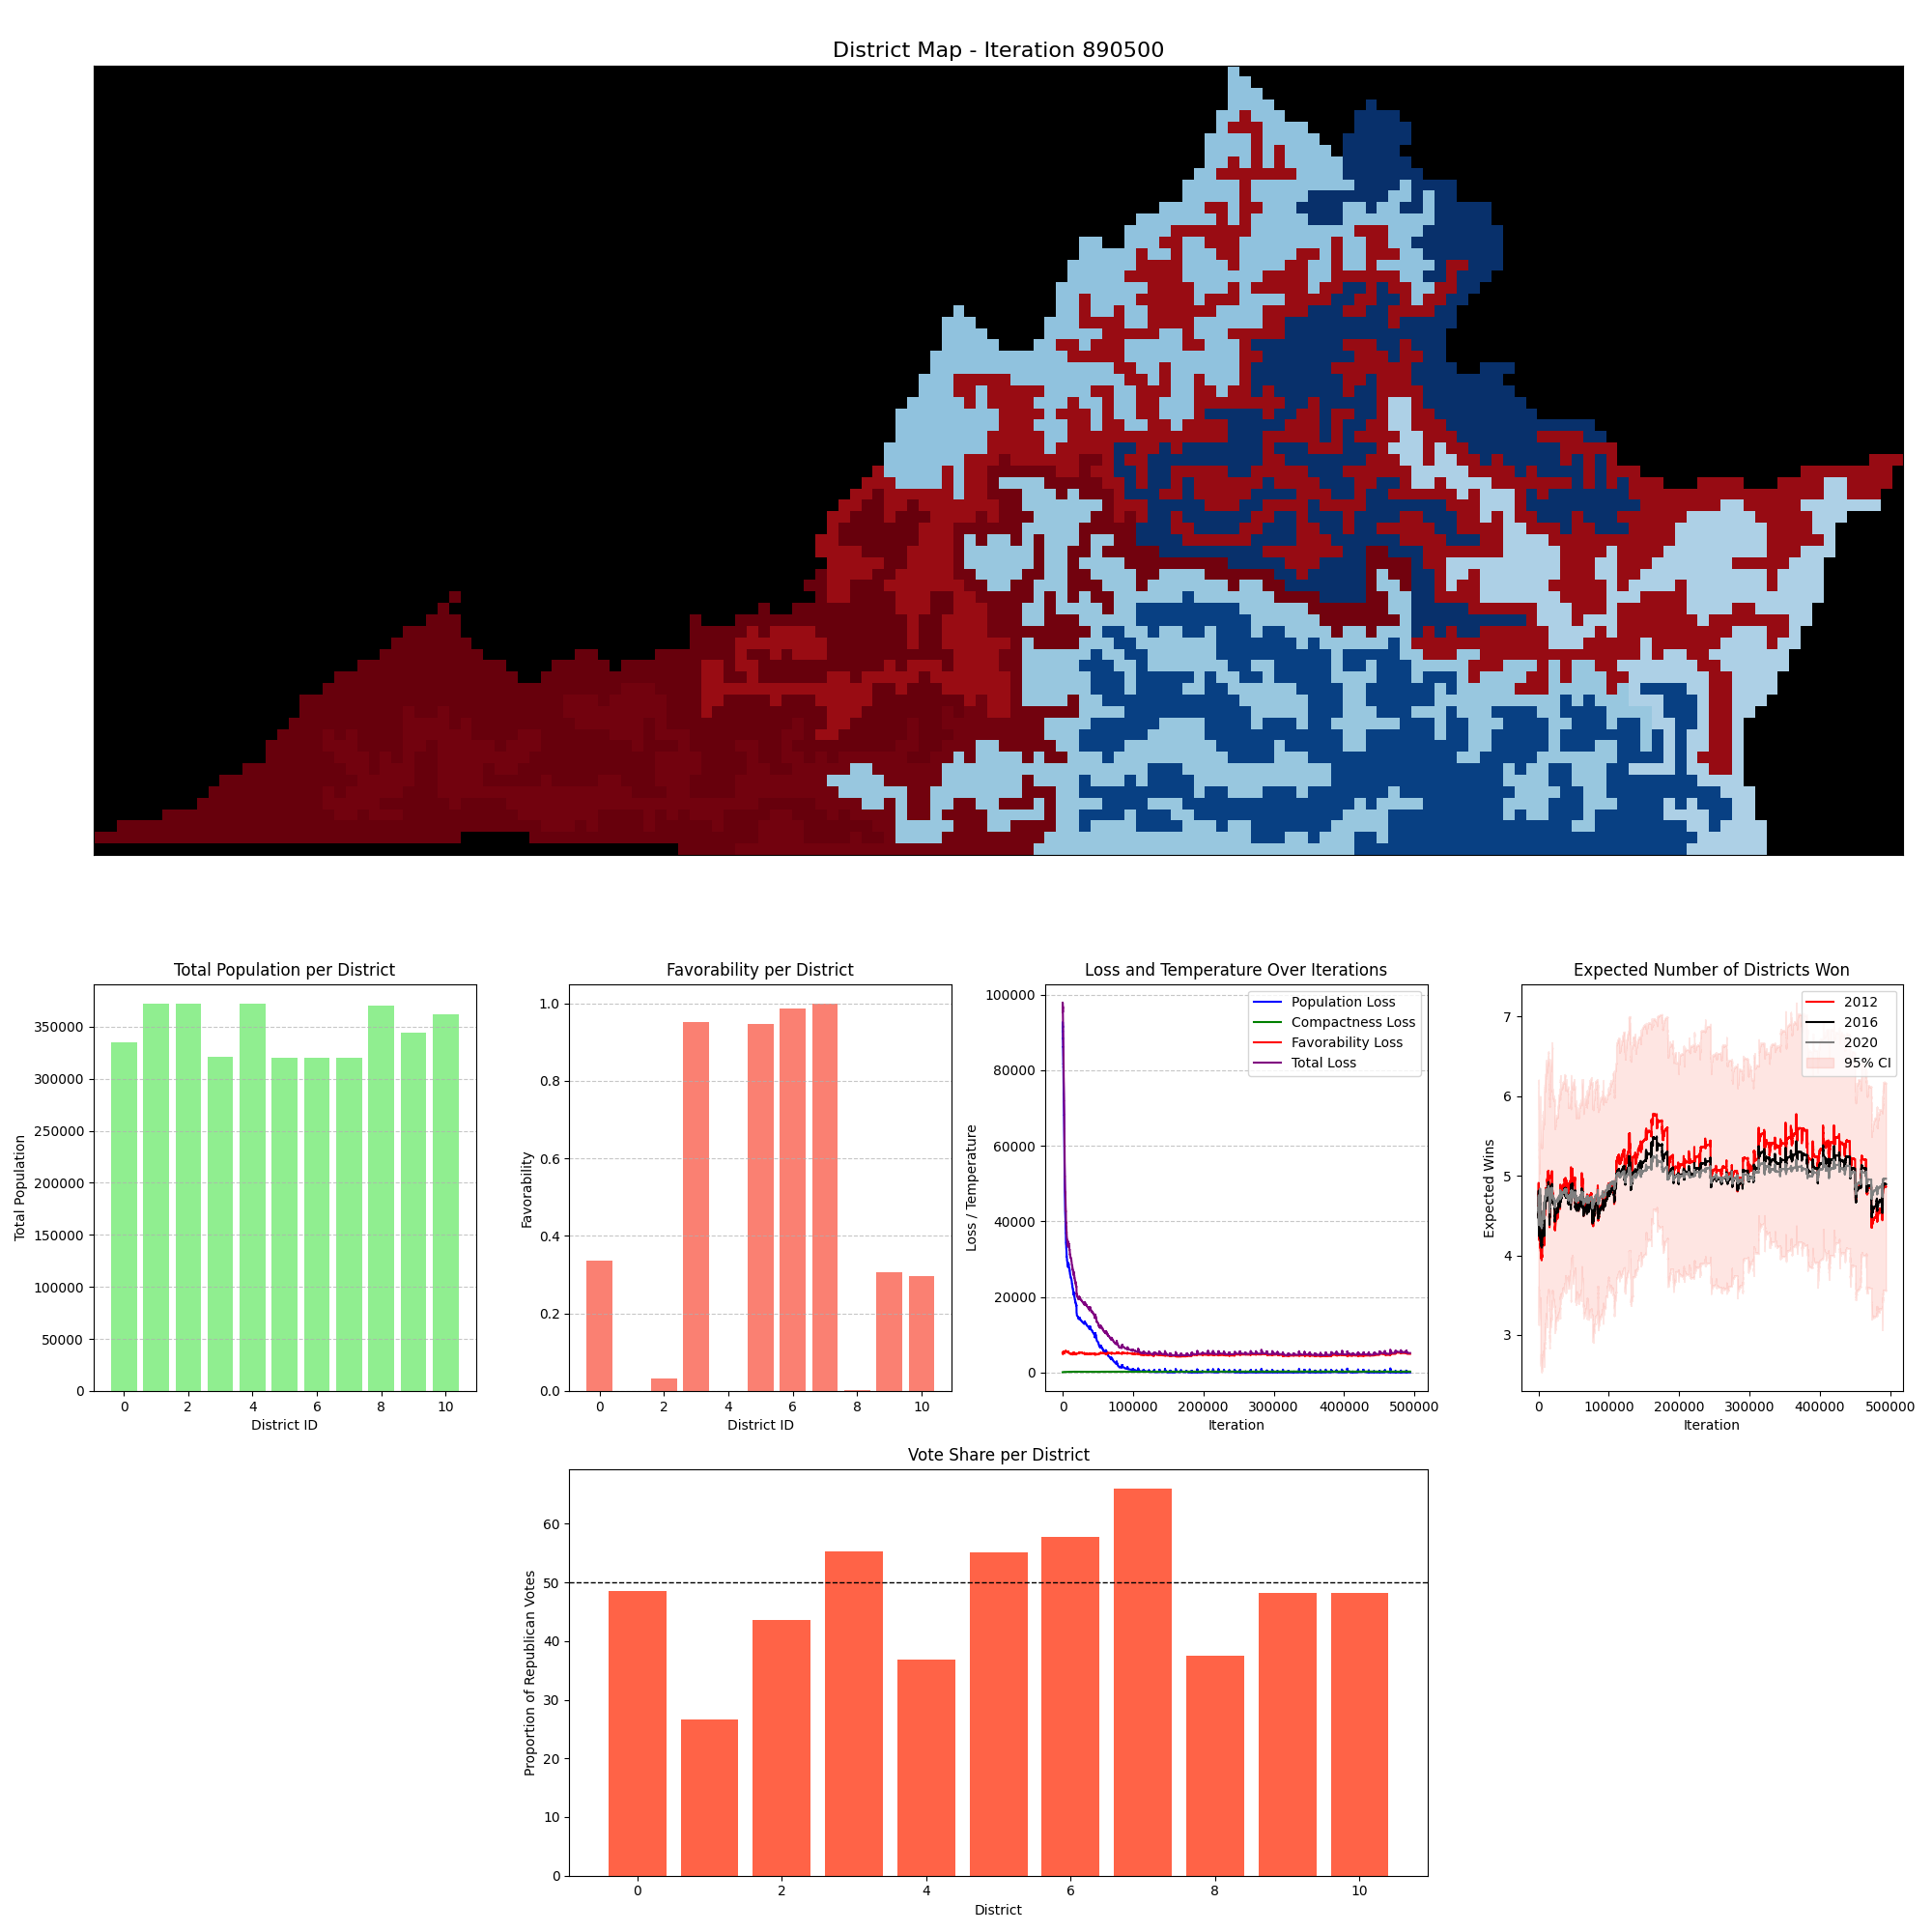 District Map - Iteration 890500
Total Population per District
Total Population
350000
300000
250000
200000
150000
100000
50000
0
0 2 4 6 8 10
District ID
Favorability per District
Favorability
1.0
0.8
0.6
0.4
0.2
0.0
0 2 4 6 8 10
District ID
Loss and Temperature Over Iterations
Loss / Temperature
100000
80000
60000
40000
20000
0
Population Loss
Compactness Loss
Favorability Loss
Total Loss
0 100000 200000 300000 400000 500000
Iteration
Expected Number of Districts Won
Expected Wins
7
6
5
4
3
2012
2016
2020
95% CI
0 100000 200000 300000 400000 500000
Iteration
Vote Share per District
Proportion of Republican Votes
60
50
40
30
20
10
0
0 2 4 6 8 10
District